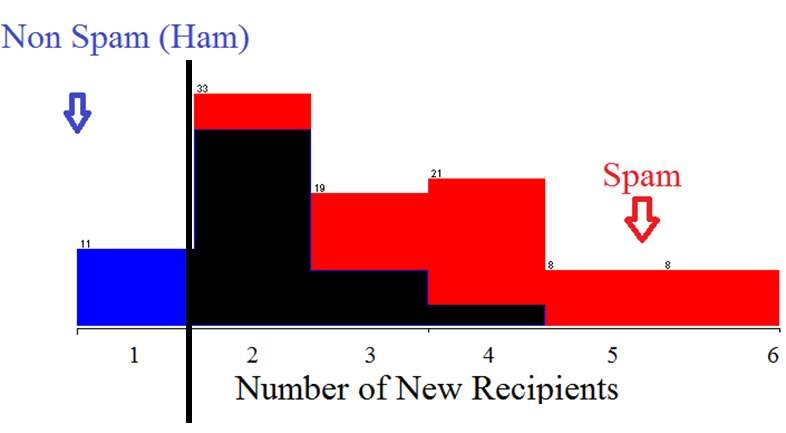 Non Spam (Ham)
33
21
Spam
19
11
8 8
1 2 3 4 5 6
Number of New Recipients